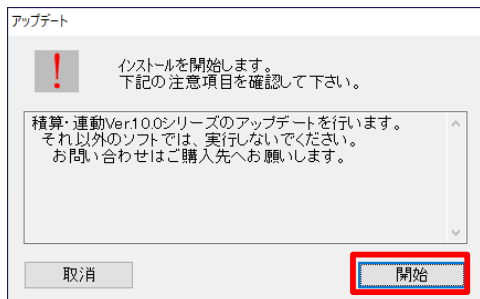 アップデート
インストールを開始します。
下記の注意項目を確認して下さい。
積算・連動Ver.10.0シリーズのアップデートを行います。
それ以外のソフトでは、実行しないでください。
お問い合わせはご購入先へお願いします。
取消
開始